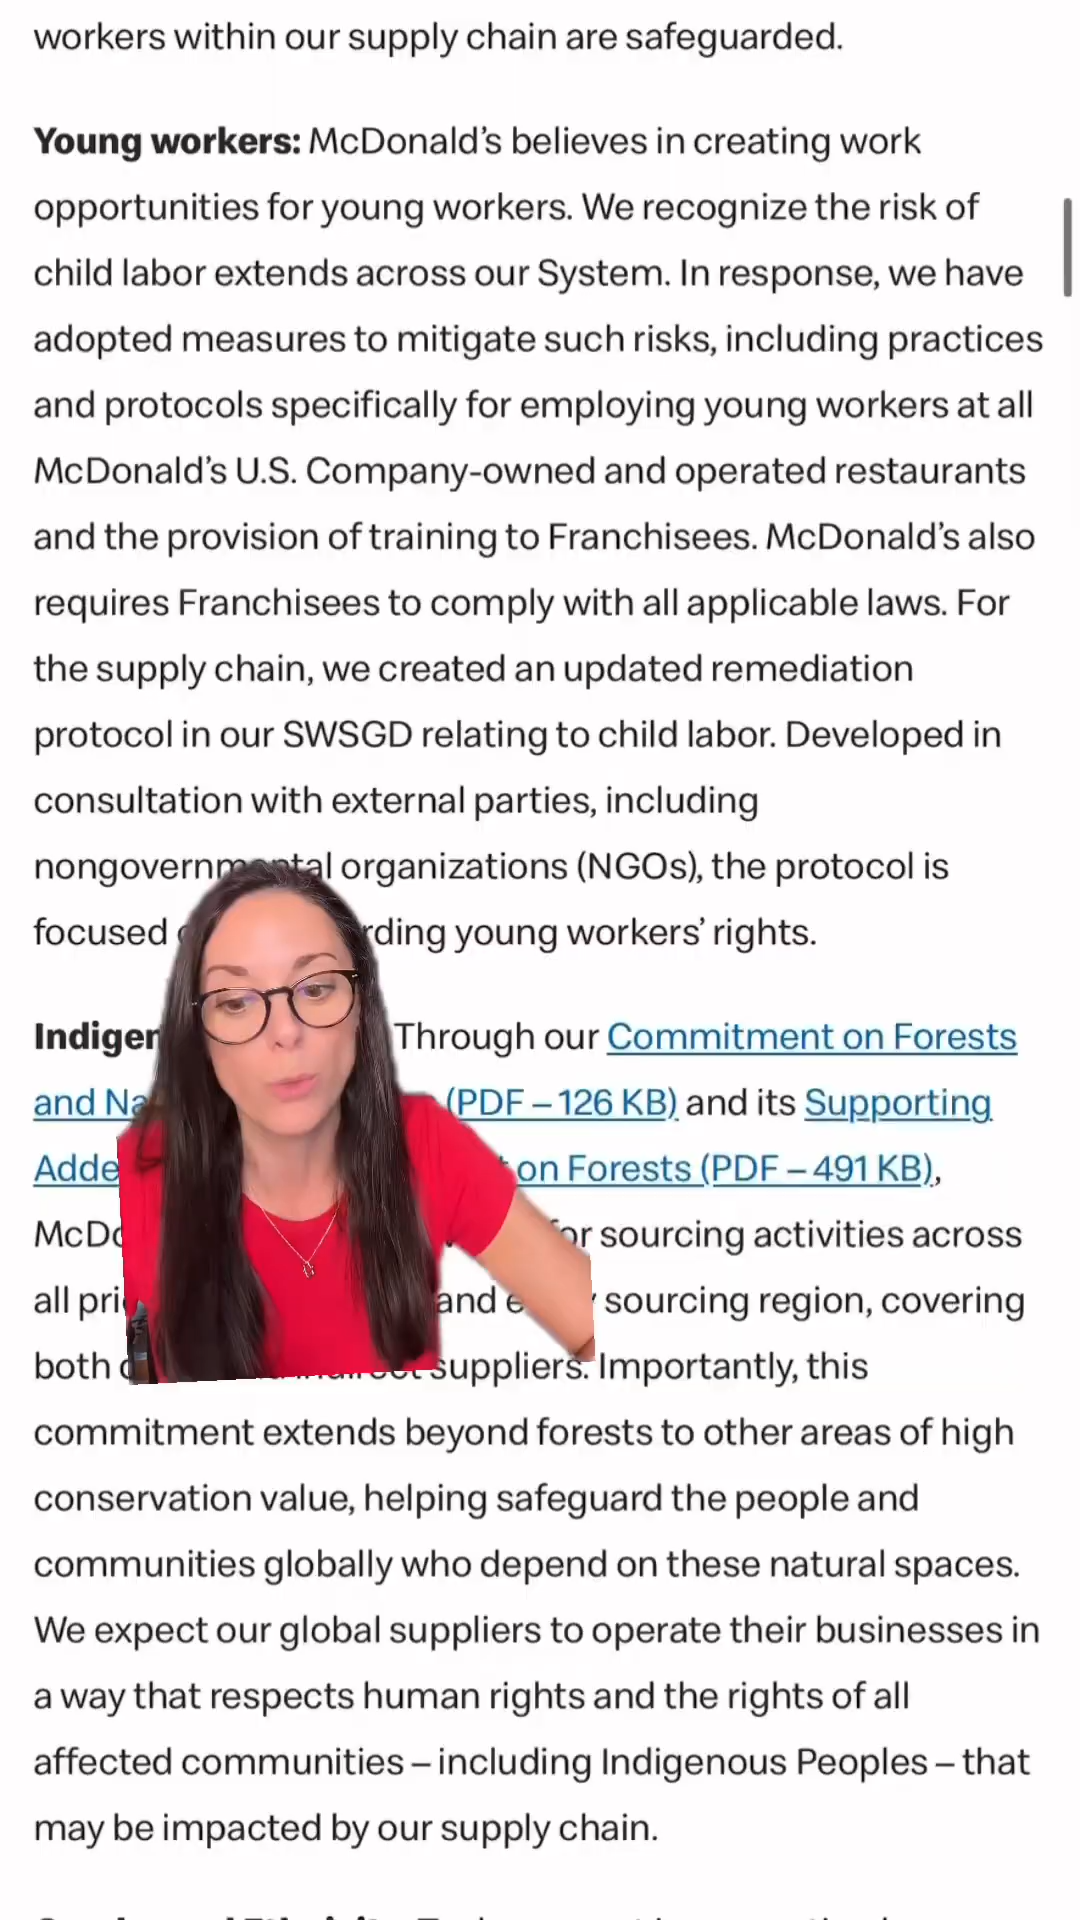 workers within our supply chain are safeguarded.
Young workers: McDonald’s believes in creating work
opportunities for young workers. We recognize the risk of
child labor extends across our System. In response, we have
adopted measures to mitigate such risks, including practices
and protocols specifically for employing young workers at all
McDonald’s U.S. Company-owned and operated restaurants
and the provision of training to Franchisees. McDonald’s also
requires Franchisees to comply with all applicable laws. For
the supply chain, we created an updated remediation
protocol in our SWSGD relating to child labor. Developed in
consultation with external parties, including
nongovernmental organizations (NGOs), the protocol is
focused young workers’ rights.
Through our Commitment on Forests
and (PDF – 126 KB) and its Supporting
on Forests (PDF – 491 KB),
sourcing activities across
all and sourcing region, covering
both suppliers. Importantly, this
commitment extends beyond forests to other areas of high
conservation value, helping safeguard the people and
communities globally who depend on these natural spaces.
We expect our global suppliers to operate their businesses in
a way that respects human rights and the rights of all
affected communities – including Indigenous Peoples – that
may be impacted by our supply chain.